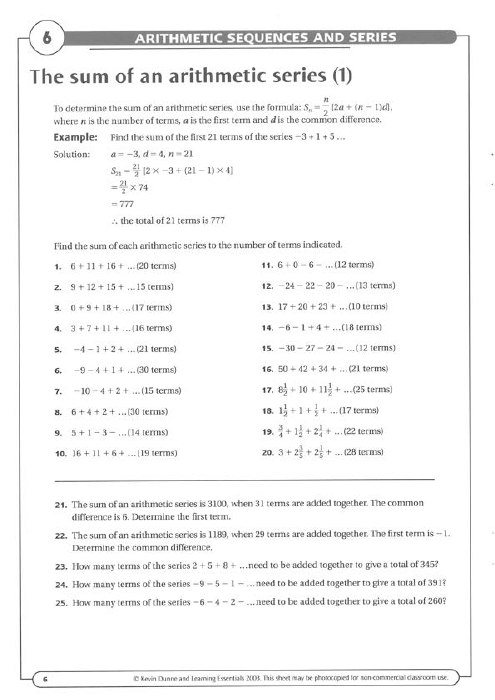 6
ARITHMETIC SEQUENCES AND SERIES
The sum of an arithmetic series (1)
To determine the sum of an arithmetic series, use the formula: Sₙ = n/2 [2a + (n − 1)d],
where n is the number of terms, a is the first term and d is the common difference.
Example: Find the sum of the first 21 terms of the series −3 + 1 + 5 ...
Solution: a = −3, d = 4, n = 21
S₂₁ = 21/2 [2 × −3 + (21 − 1) × 4]
= 21/2 × 74
= 777
∴ the total of 21 terms is 777
Find the sum of each arithmetic series to the number of terms indicated.
1. 6 + 11 + 16 + ... (20 terms)
2. 9 + 12 + 15 + ... 15 terms)
3. 0 + 9 + 18 + ... (17 terms)
4. 3 + 7 + 11 + ... (16 terms)
5. −4 − 1 + 2 + ... (21 terms)
6. −9 − 4 + 1 + ... (30 terms)
7. −10 − 4 + 2 + ... (15 terms)
8. 6 + 4 + 2 + ... (30 terms)
9. 5 + 1 − 3 − ... (14 terms)
10. 16 + 11 + 6 + ... (19 terms)
11. 6 + 0 − 6 − ... (12 terms)
12. −24 − 22 − 20 − ... (13 terms)
13. 17 + 20 + 23 + ... (10 terms)
14. −6 − 1 + 4 + ... (18 terms)
15. −30 − 27 − 24 − ... (12 terms)
16. 50 + 42 + 34 + ... (21 terms)
17. 8½ + 10 + 11½ + ... (25 terms)
18. 1½ + 1 + ½ + ... (17 terms)
19. ¾ + 1½ + 2¼ + ... (22 terms)
20. 3 + ... (28 terms)
21. The sum of an arithmetic series is 3100, when 31 terms are added together. The common
difference is 6. Determine the first term.
22. The sum of an arithmetic series is 1189, when 29 terms are added together. The first term is −1.
Determine the common difference.
23. How many terms of the series 2 + 5 + 8 + ... need to be added together to give a total of 345?
24. How many terms of the series −9 − 5 − 1 − ... need to be added together to give a total of 391?
25. How many terms of the series −6 − 4 − 2 − ... need to be added together to give a total of 260?
6
© Kevin Dunne and Learning Essentials 2003. This sheet may be photocopied for non-commercial classroom use.